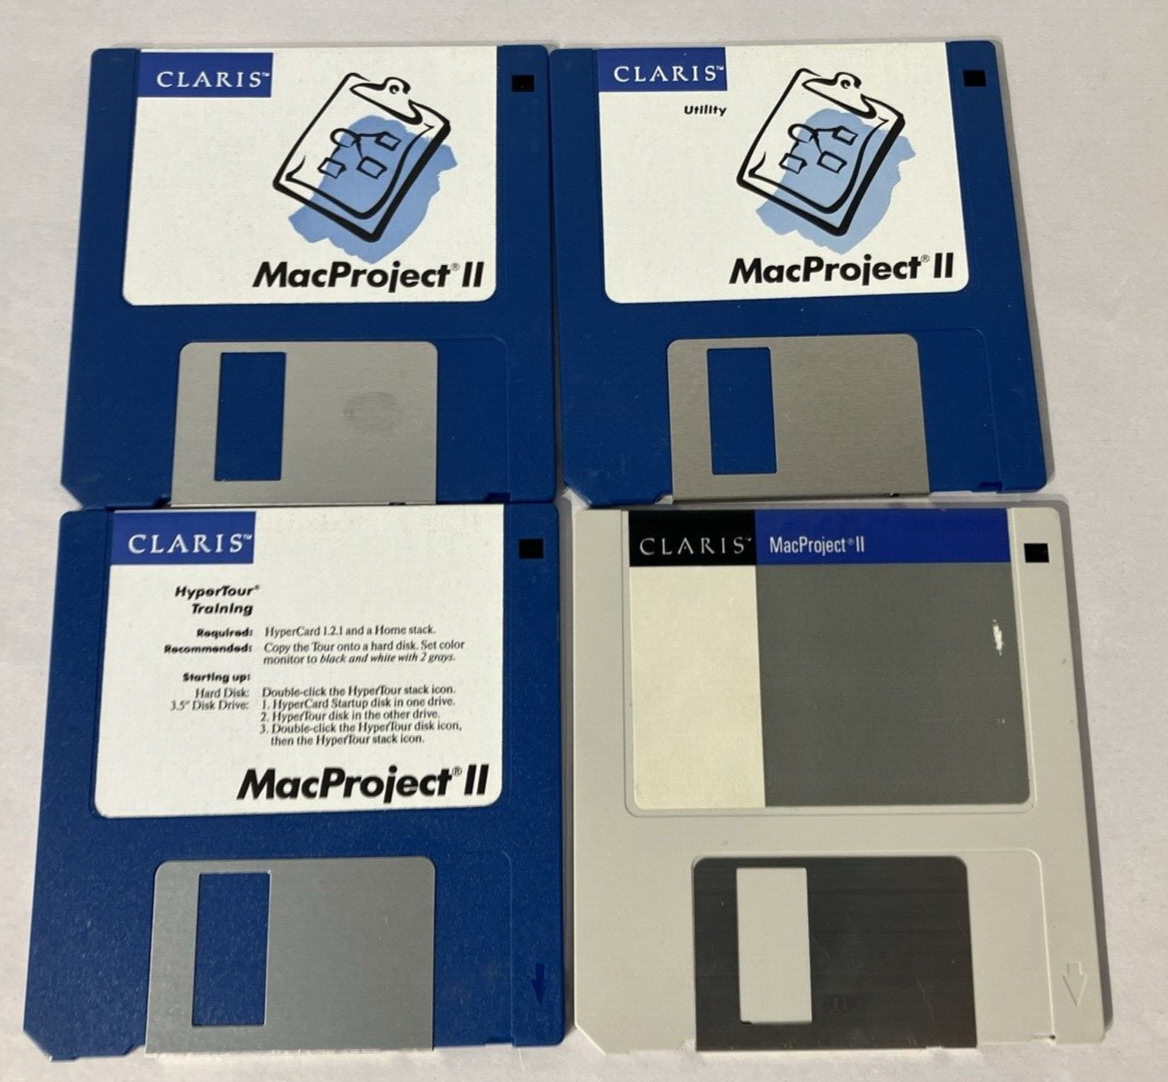 CLARIS™
MacProject® II
CLARIS™
Utility
MacProject® II
CLARIS™
HyperTour®
Training
Required: HyperCard 1.2.1 and a Home stack.
Recommended: Copy the Tour onto a hard disk. Set color
monitor to black and white with 2 grays.
Starting up:
Hard Disk: Double-click the HyperTour stack icon.
3.5" Disk Drive: 1. HyperCard Startup disk in one drive.
2. HyperTour disk in the other drive.
3. Double-click the HyperTour disk icon,
then the HyperTour stack icon.
MacProject® II
CLARIS™ MacProject® II